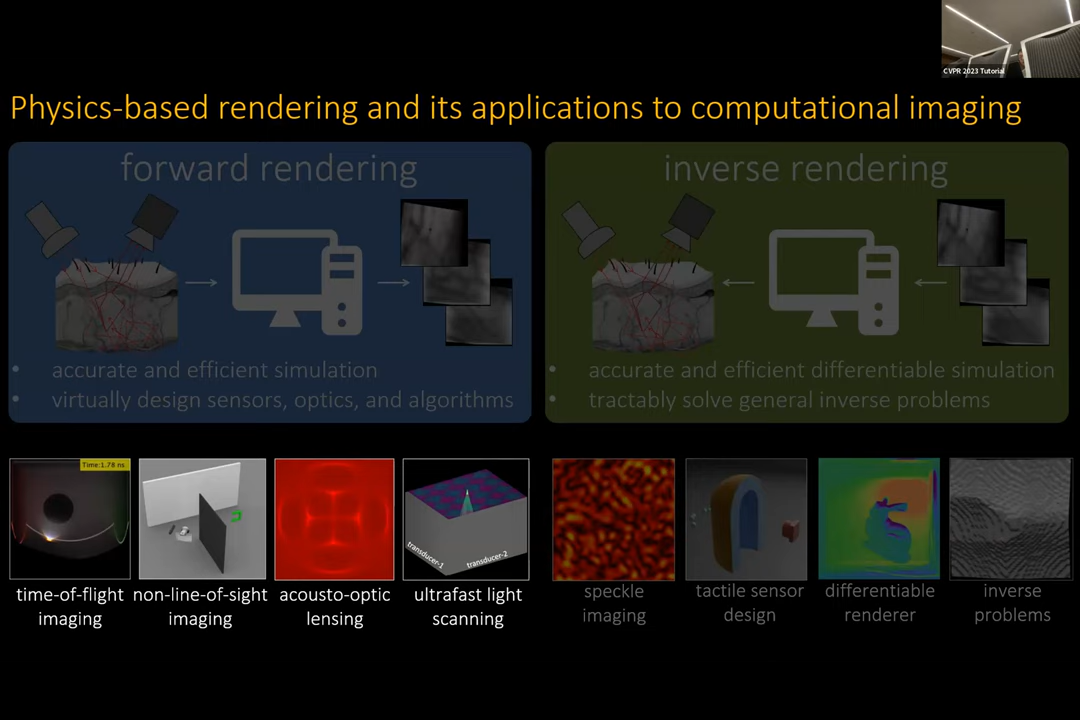 CVPR 2023 Tutorial
Physics-based rendering and its applications to computational imaging
forward rendering
inverse rendering
• accurate and efficient simulation
• virtually design sensors, optics, and algorithms
• accurate and efficient differentiable simulation
• tractably solve general inverse problems
Time:1.78 ns
transducer-1
transducer-2
time-of-flight
imaging
non-line-of-sight
imaging
acousto-optic
lensing
ultrafast light
scanning
speckle
imaging
tactile sensor
design
differentiable
renderer
inverse
problems